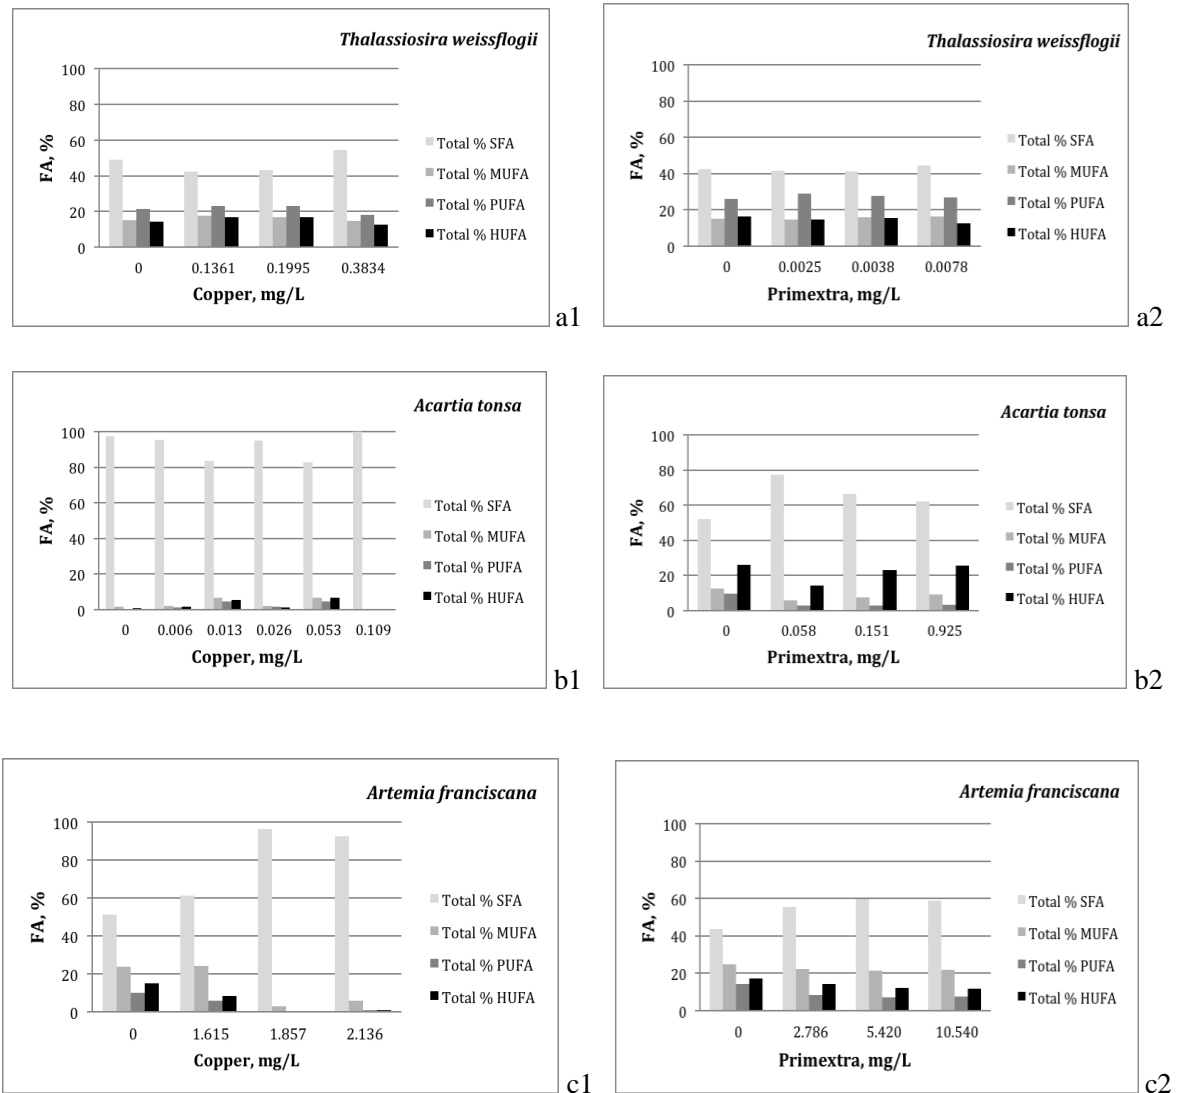 Thalassiosira weissflogii
100
80
60
40
20
0
FA, %
0 0.1361 0.1995 0.3834
Copper, mg/L
Total % SFA
Total % MUFA
Total % PUFA
Total % HUFA
a1
Thalassiosira weissflogii
100
80
60
40
20
0
FA, %
0 0.0025 0.0038 0.0078
Primextra, mg/L
Total % SFA
Total % MUFA
Total % PUFA
Total % HUFA
a2
Acartia tonsa
100
80
60
40
20
0
FA, %
0 0.006 0.013 0.026 0.053 0.109
Copper, mg/L
Total % SFA
Total % MUFA
Total % PUFA
Total % HUFA
b1
Acartia tonsa
100
80
60
40
20
0
FA, %
0 0.058 0.151 0.925
Primextra, mg/L
Total % SFA
Total % MUFA
Total % PUFA
Total % HUFA
b2
Artemia franciscana
100
80
60
40
20
0
FA, %
0 1.615 1.857 2.136
Copper, mg/L
Total % SFA
Total % MUFA
Total % PUFA
Total % HUFA
c1
Artemia franciscana
100
80
60
40
20
0
FA, %
0 2.786 5.420 10.540
Primextra, mg/L
Total % SFA
Total % MUFA
Total % PUFA
Total % HUFA
c2